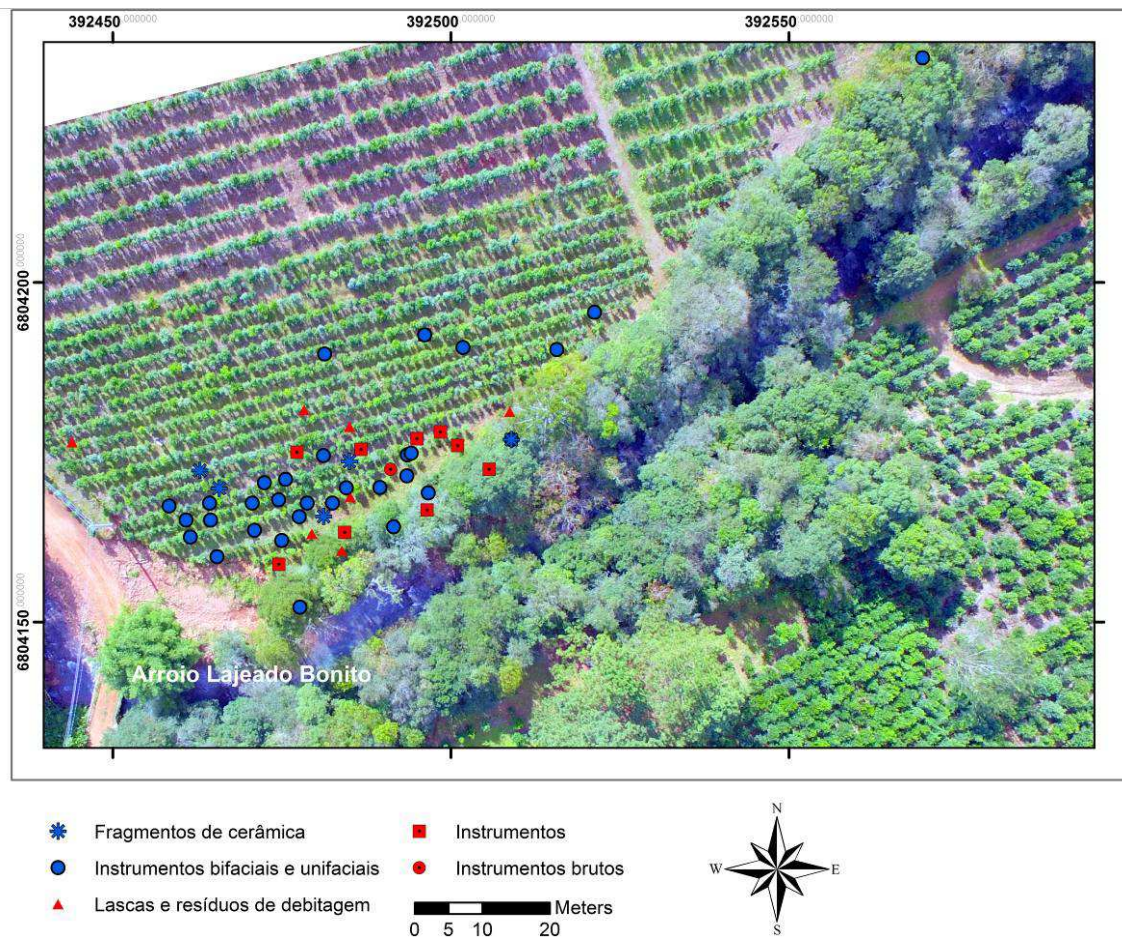 392450,000000 392500,000000 392550,000000
6804200,000000
6804150,000000
Arroio Lajeado Bonito
Fragmentos de cerâmica
Instrumentos bifaciais e unifaciais
Lascas e resíduos de debitagem
Instrumentos
Instrumentos brutos
Meters
0 5 10 20
N
W E
S